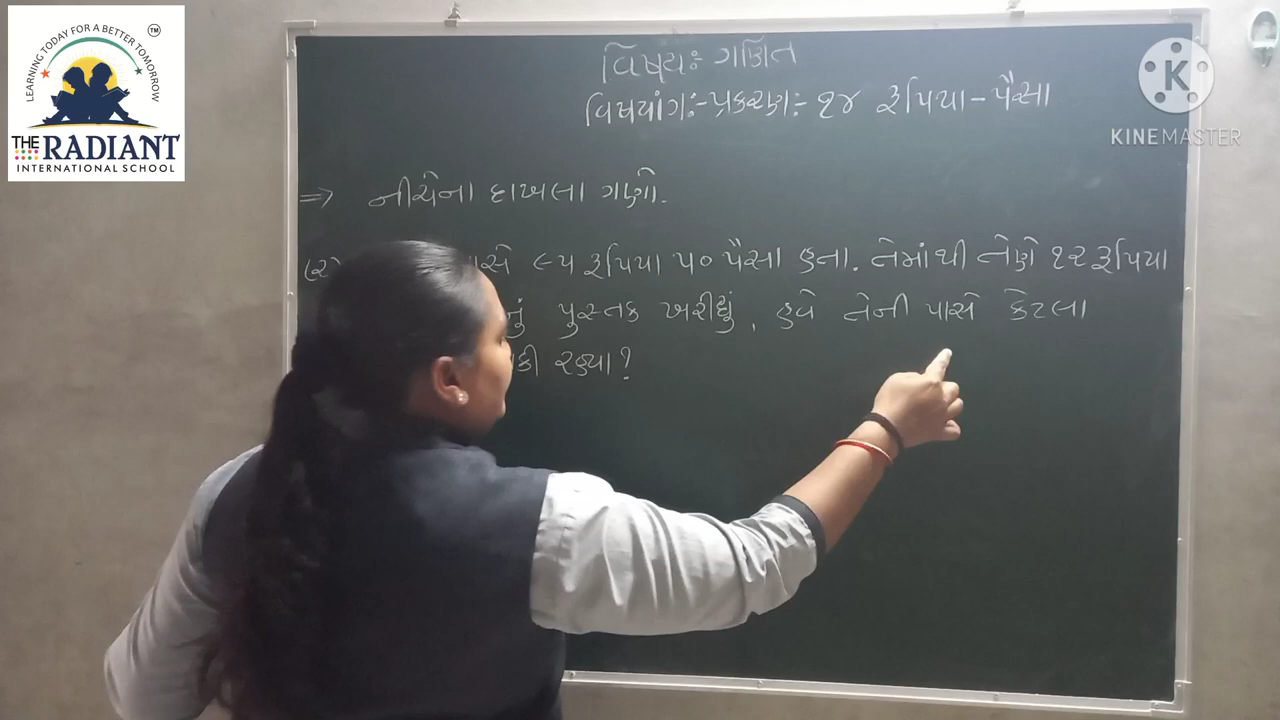 LEARNING TODAY FOR A BETTER TOMORROW
TM
THE RADIANT
INTERNATIONAL SCHOOL
K
KINEMASTER
વિષય: ગણિત
વિષયાંગ:-પ્રકરણ:- ૧૪ રૂપિયા-પૈસા
=> નીચેના દાખલા ગણો.
૯૫ રૂપિયા ૫૦ પૈસા હતા. તેમાંથી તેણે ૧૨ રૂપિયા
નું પુસ્તક ખરીદ્યું, હવે તેની પાસે કેટલા
રહ્યા?